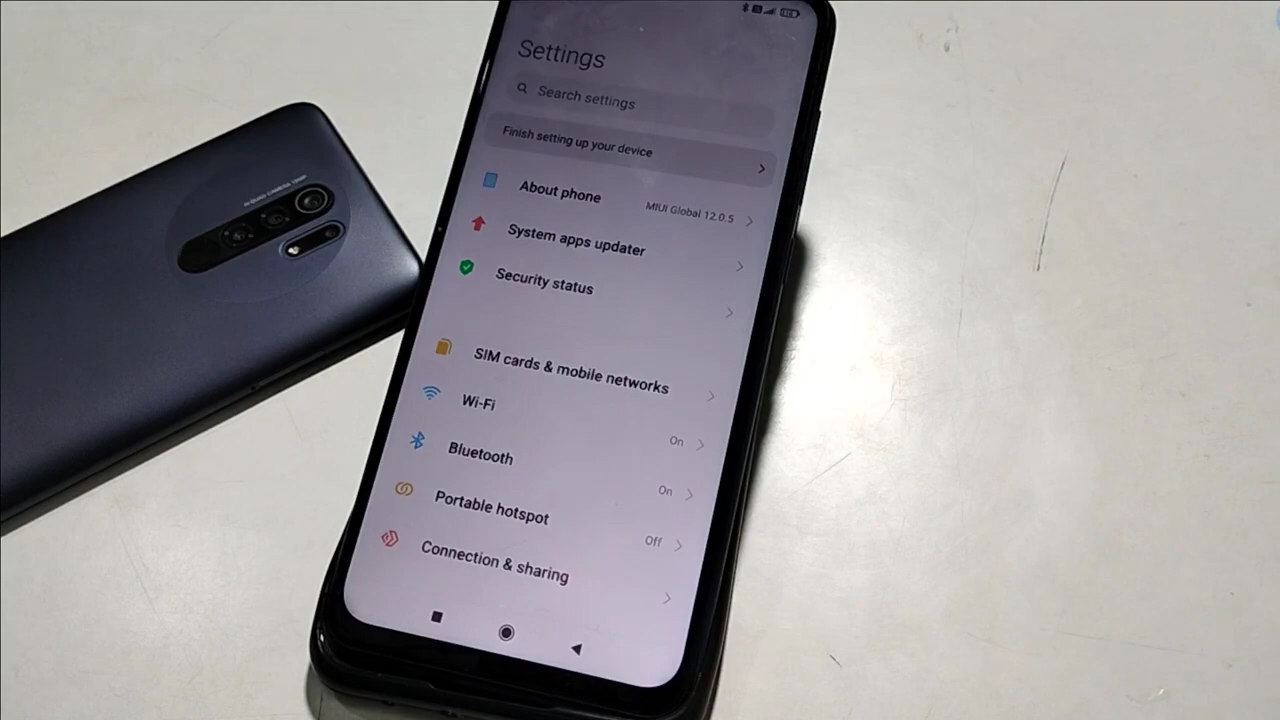 Settings
Search settings
Finish setting up your device
About phone
MIUI Global 12.0.5
System apps updater
Security status
SIM cards & mobile networks
Wi-Fi
On
Bluetooth
On
Portable hotspot
Off
Connection & sharing